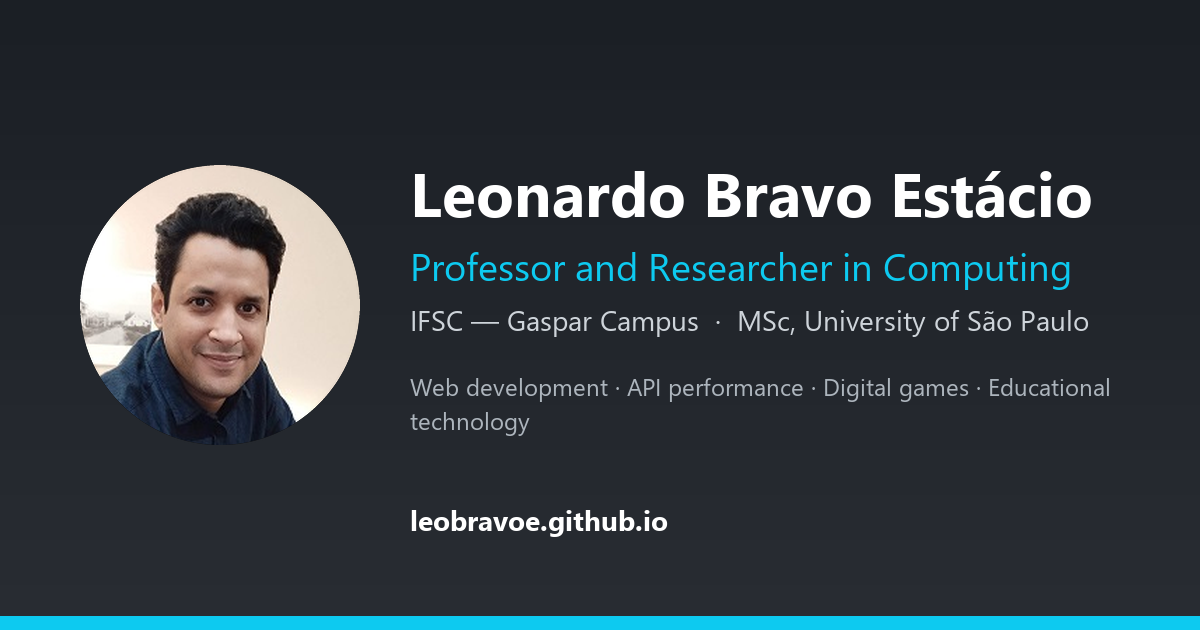 Leonardo Bravo Estácio
Professor and Researcher in Computing
IFSC — Gaspar Campus · MSc, University of São Paulo
Web development · API performance · Digital games · Educational
technology
leobravoe.github.io